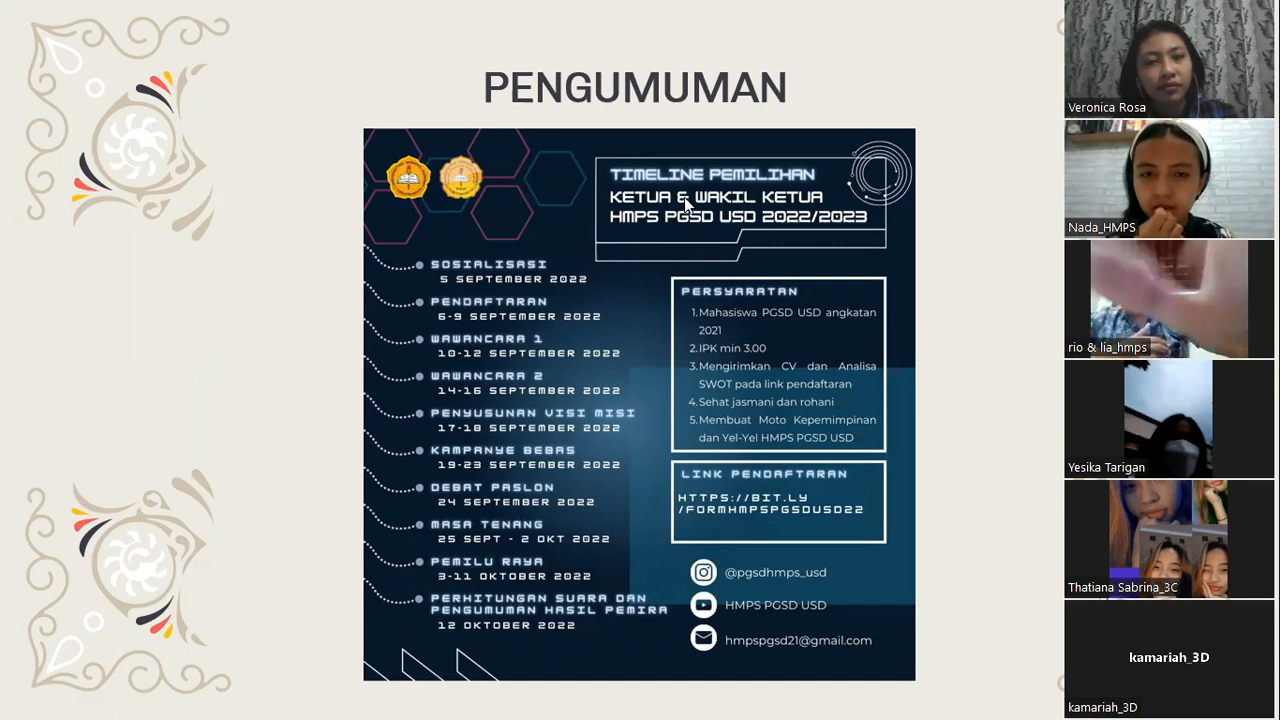 PENGUMUMAN
TIMELINE PEMILIHAN
KETUA & WAKIL KETUA
HMPS PGSD USD 2022/2023
SOSIALISASI
5 SEPTEMBER 2022
PENDAFTARAN
6-9 SEPTEMBER 2022
WAWANCARA 1
10-12 SEPTEMBER 2022
WAWANCARA 2
14-16 SEPTEMBER 2022
PENYUSUNAN VISI MISI
17-18 SEPTEMBER 2022
KAMPANYE BEBAS
19-23 SEPTEMBER 2022
DEBAT PASLON
24 SEPTEMBER 2022
MASA TENANG
25 SEPT - 2 OKT 2022
PEMILU RAYA
3-11 OKTOBER 2022
PERHITUNGAN SUARA DAN
PENGUMUMAN HASIL PEMIRA
12 OKTOBER 2022
PERSYARATAN
1.Mahasiswa PGSD USD angkatan
2021
2.IPK min 3.00
3.Mengirimkan CV dan Analisa
SWOT pada link pendaftaran
4.Sehat jasmani dan rohani
5.Membuat Moto Kepemimpinan
dan Yel-Yel HMPS PGSD USD
LINK PENDAFTARAN
HTTPS://BIT.LY
/FORMHMPSPGSDUSD22
@pgsdhmps_usd
HMPS PGSD USD
hmpspgsd21@gmail.com
Veronica Rosa
Nada_HMPS
rio & lia_hmps
Yesika Tarigan
Thatiana Sabrina_3C
kamariah_3D
kamariah_3D